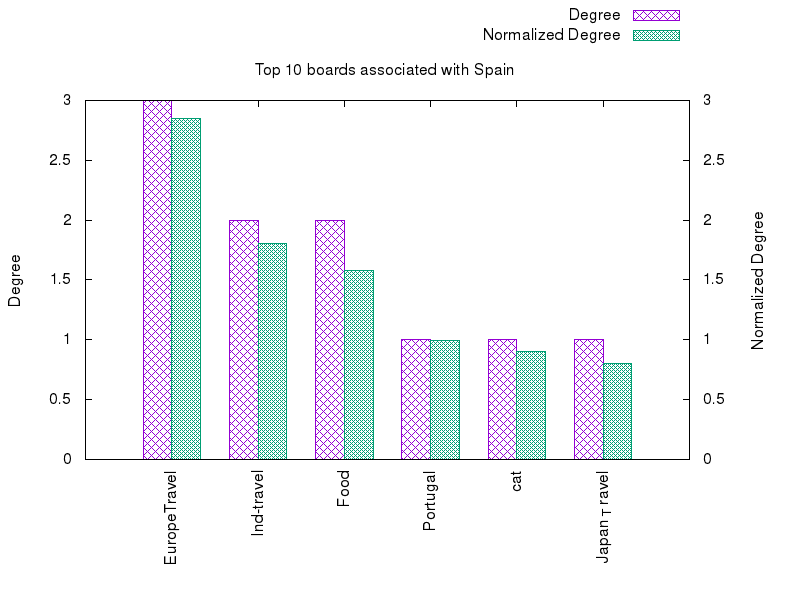 Degree
Normalized Degree
Top 10 boards associated with Spain
3
2.5
2
1.5
1
0.5
0
3
2.5
2
1.5
1
0.5
0
Degree
Normalized Degree
EuropeTravel
Ind-travel
Food
Portugal
cat
Japan T ravel